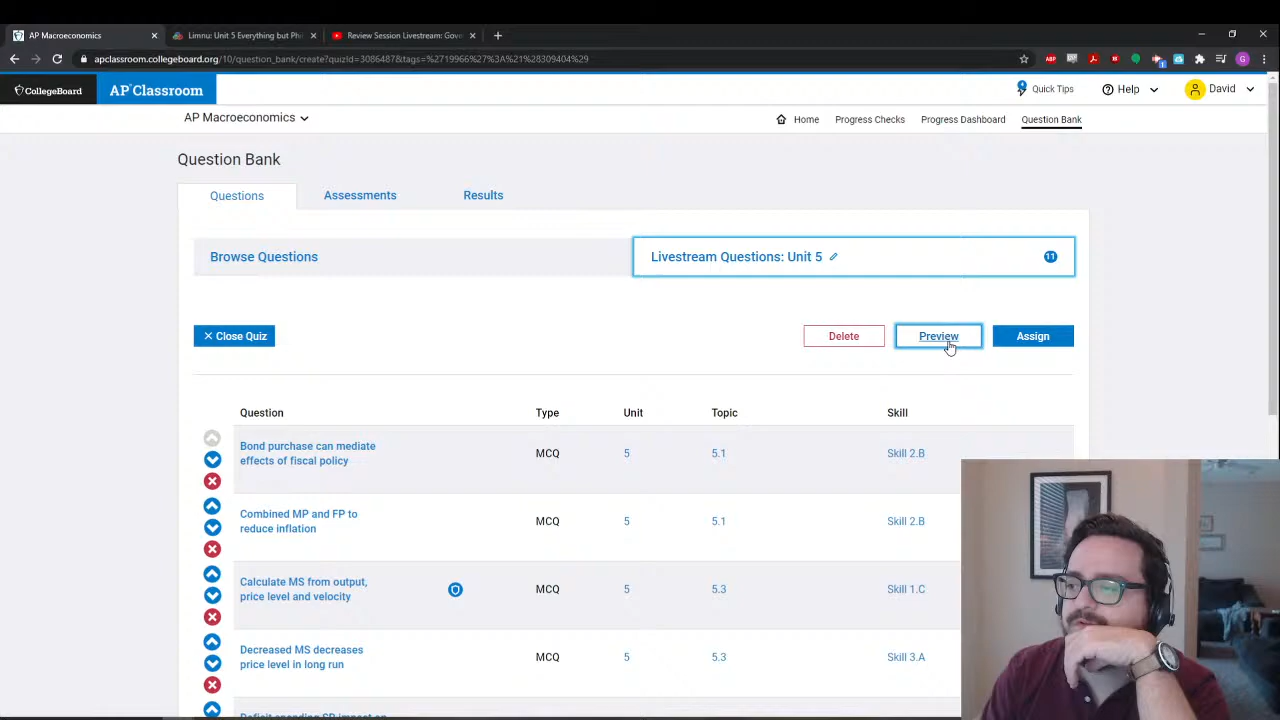 AP Macroeconomics
Limnu: Unit 5 Everything but Phi
Review Session Livestream: Gove
apclassroom.collegeboard.org/10/question_bank/create?quizId=3086487&tags=%2719966%27%3A%21%28309404%29
CollegeBoard
AP Classroom
Quick Tips
Help
David
AP Macroeconomics
Home
Progress Checks
Progress Dashboard
Question Bank
Question Bank
Questions
Assessments
Results
Browse Questions
Livestream Questions: Unit 5
11
Close Quiz
Delete
Preview
Assign
Question
Type
Unit
Topic
Skill
Bond purchase can mediate
effects of fiscal policy
MCQ
5
5.1
Skill 2.B
Combined MP and FP to
reduce inflation
MCQ
5
5.1
Skill 2.B
Calculate MS from output,
price level and velocity
MCQ
5
5.3
Skill 1.C
Decreased MS decreases
price level in long run
MCQ
5
5.3
Skill 3.A
Deficit spending SR impact on